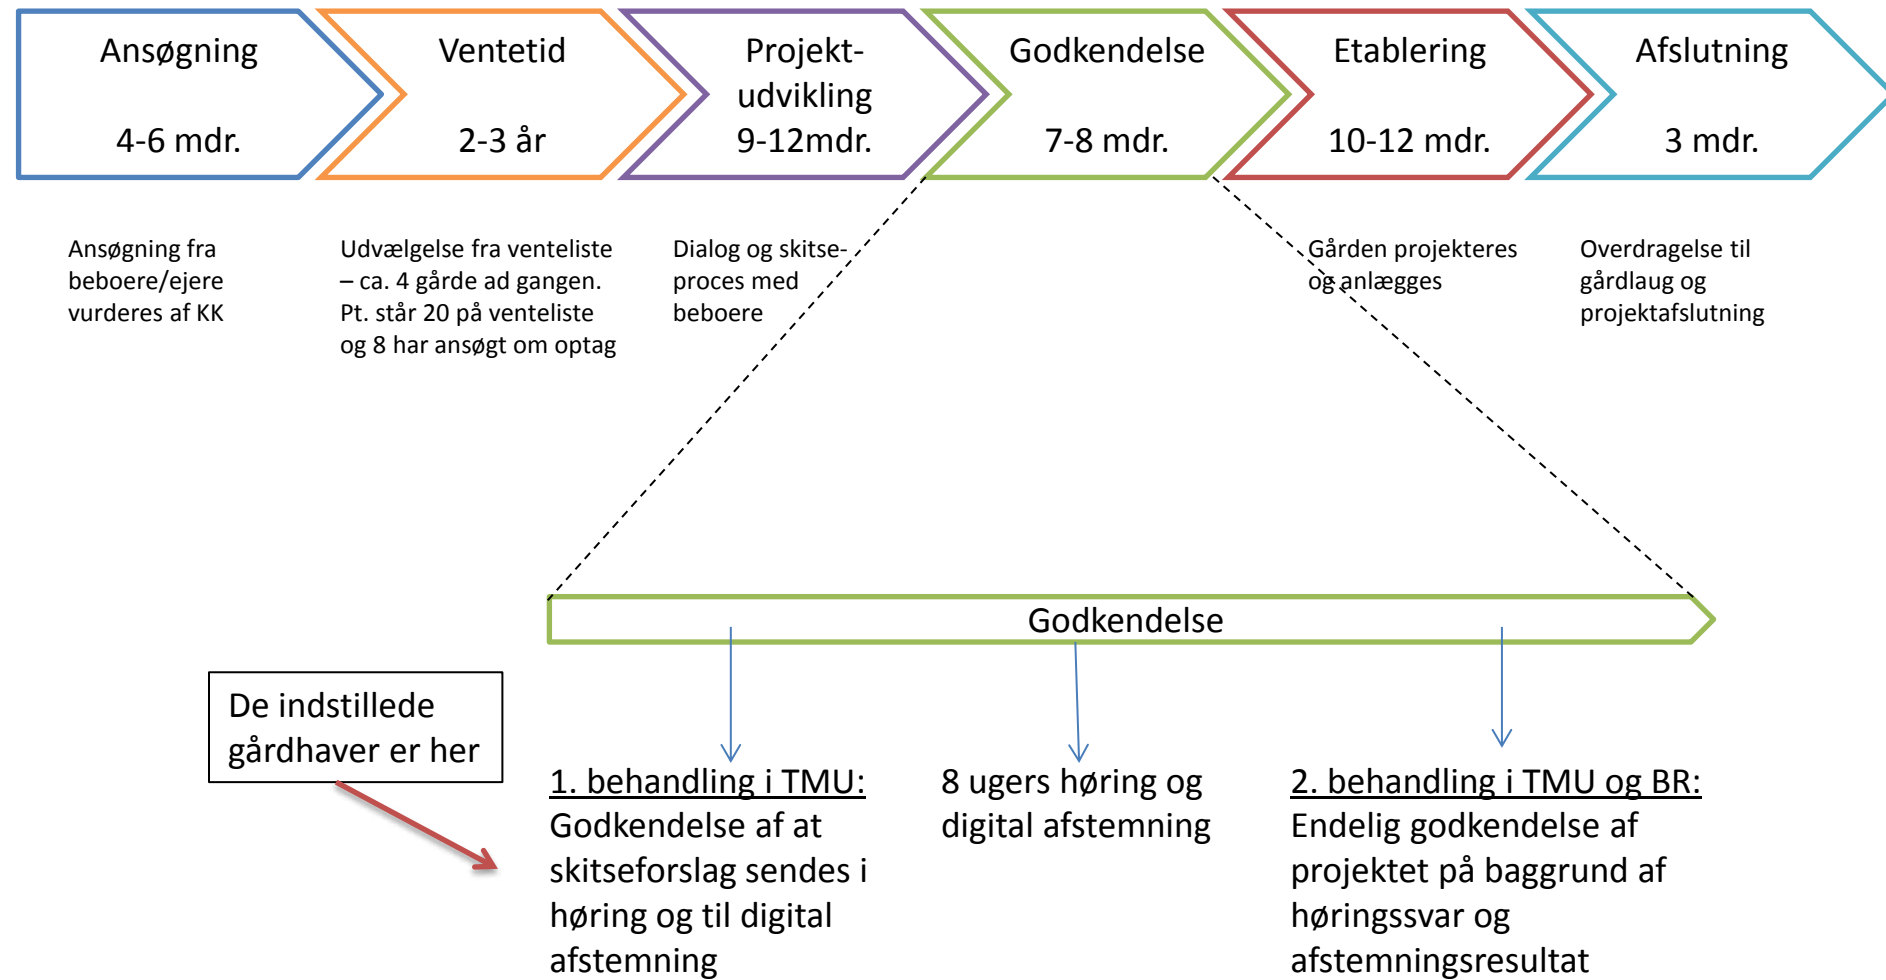 Ansøgning
4-6 mdr.
Ventetid
2-3 år
Projekt-
udvikling
9-12mdr.
Godkendelse
7-8 mdr.
Etablering
10-12 mdr.
Afslutning
3 mdr.
Ansøgning fra
beboere/ejere
vurderes af KK
Udvælgelse fra venteliste
– ca. 4 gårde ad gangen.
Pt. står 20 på venteliste
og 8 har ansøgt om optag
Dialog og skitse-
proces med
beboere
Gården projekteres
og anlægges
Overdragelse til
gårdlaug og
projektafslutning
Godkendelse
De indstillede
gårdhaver er her
1. behandling i TMU:
Godkendelse af at
skitseforslag sendes i
høring og til digital
afstemning
8 ugers høring og
digital afstemning
2. behandling i TMU og BR:
Endelig godkendelse af
projektet på baggrund af
høringssvar og
afstemningsresultat